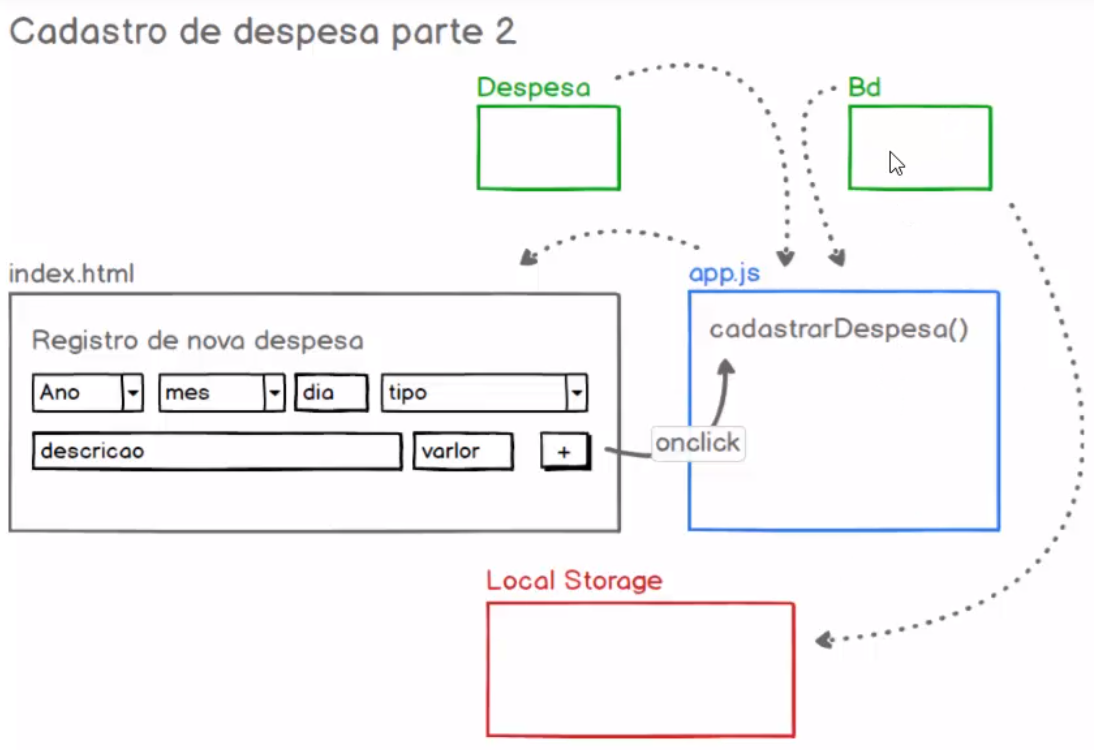 Cadastro de despesa parte 2
Despesa
Bd
index.html
app.js
Registro de nova despesa
cadastrarDespesa()
Ano
mes
dia
tipo
descricao
varlor
+
onclick
Local Storage